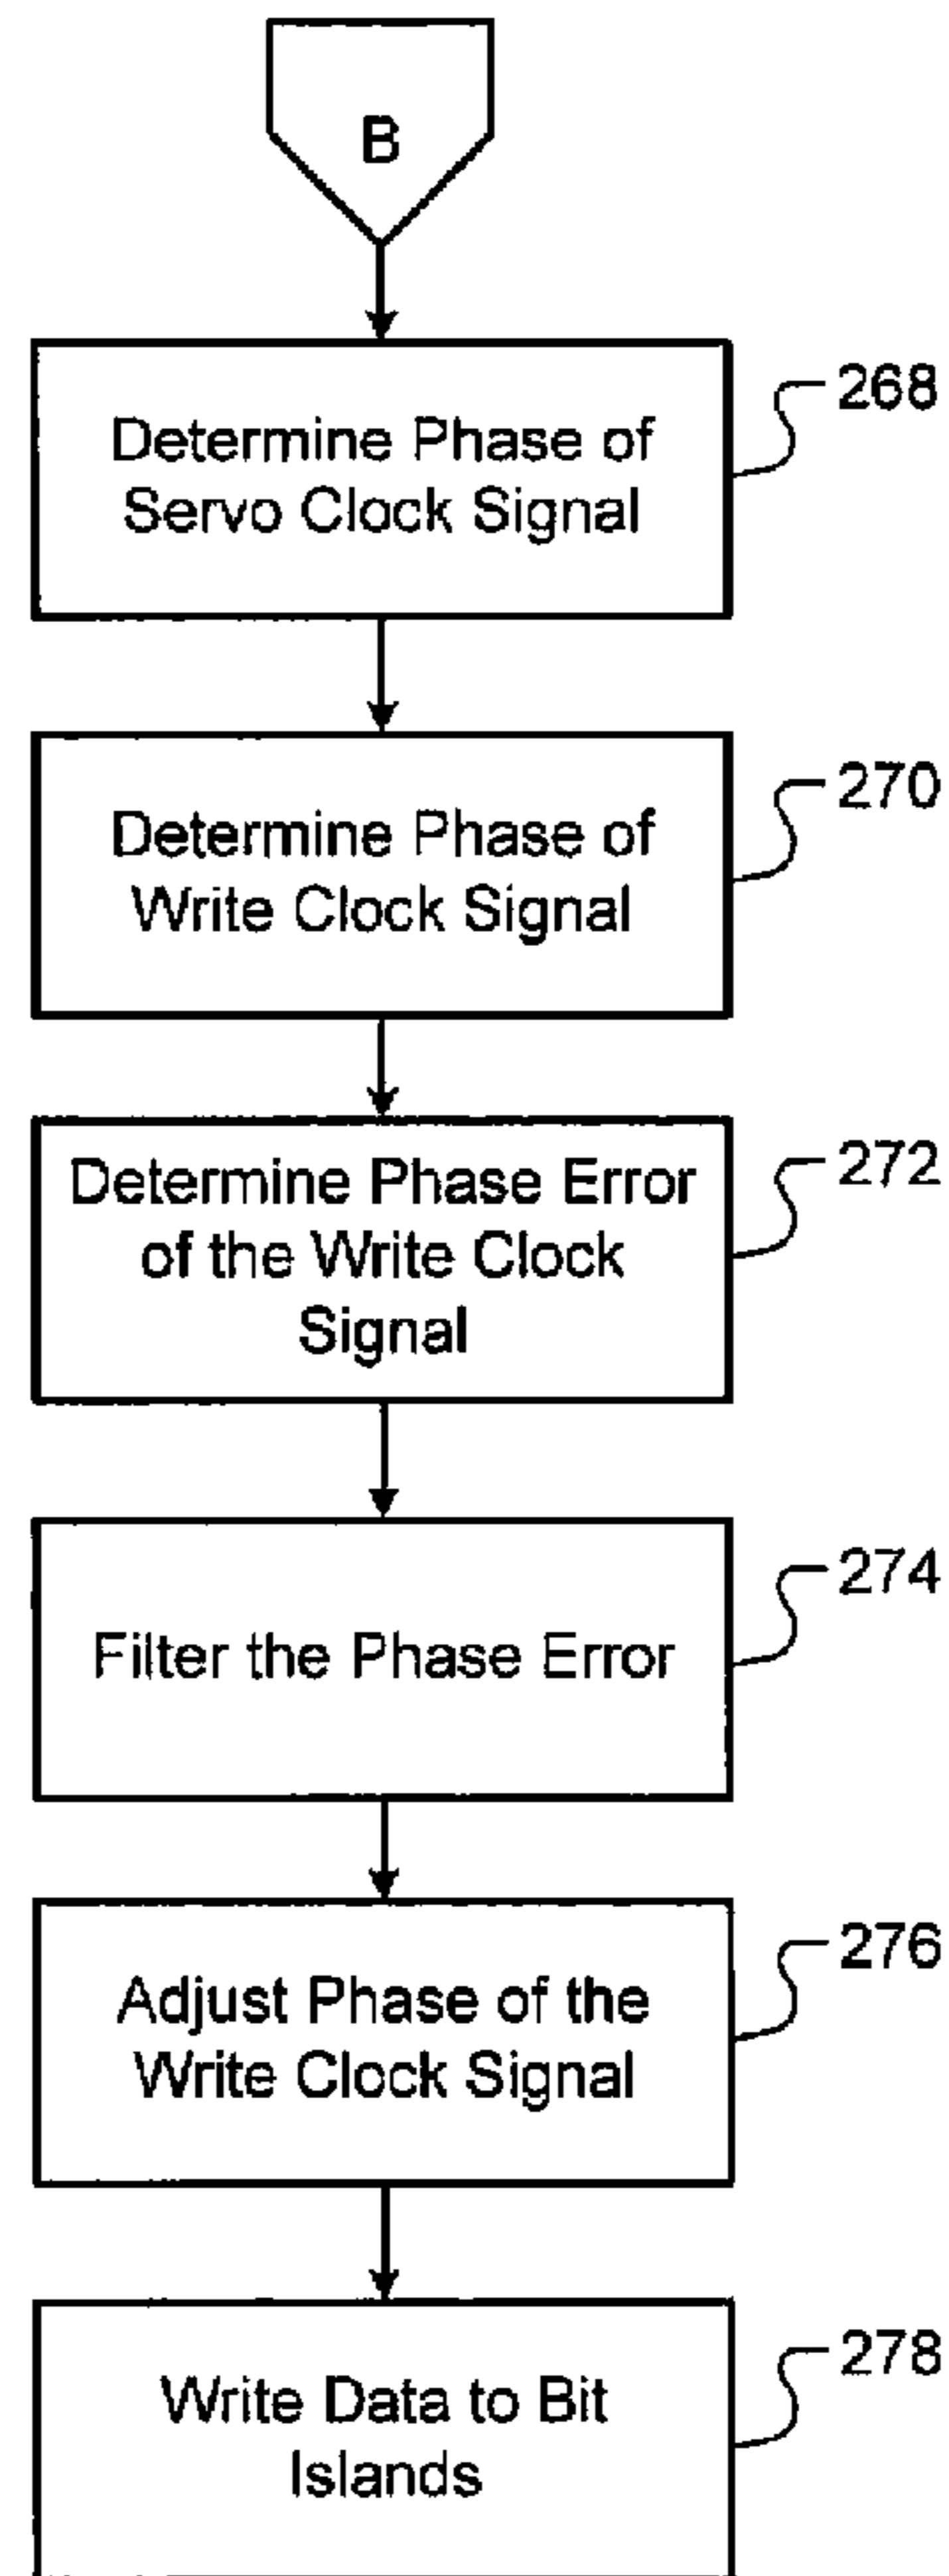 B
Determine Phase of
Servo Clock Signal
268
Determine Phase of
Write Clock Signal
270
Determine Phase Error
of the Write Clock
Signal
272
Filter the Phase Error
274
Adjust Phase of the
Write Clock Signal
276
Write Data to Bit
Islands
278